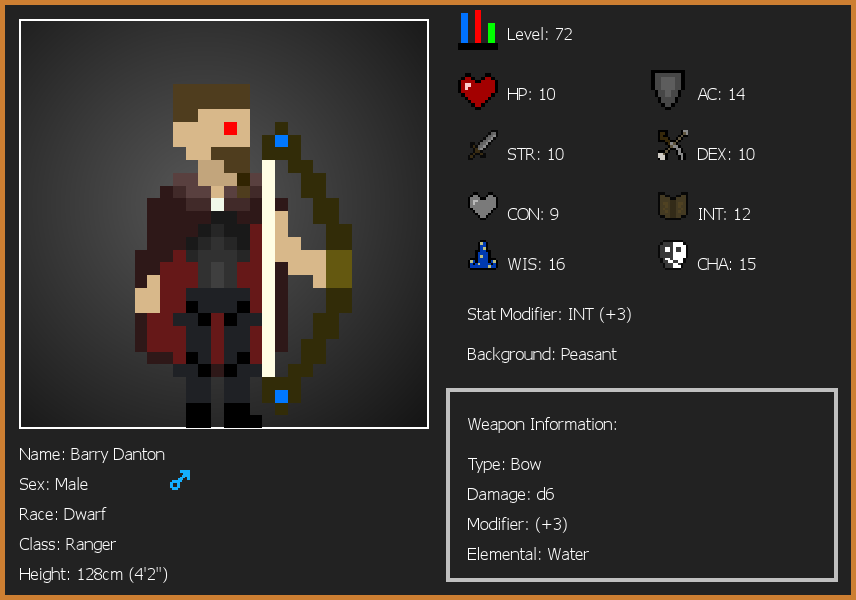 Level: 72
HP: 10
AC: 14
STR: 10
DEX: 10
CON: 9
INT: 12
WIS: 16
CHA: 15
Stat Modifier: INT (+3)
Background: Peasant
Weapon Information:
Type: Bow
Damage: d6
Modifier: (+3)
Elemental: Water
Name: Barry Danton
Sex: Male
Race: Dwarf
Class: Ranger
Height: 128cm (4'2")